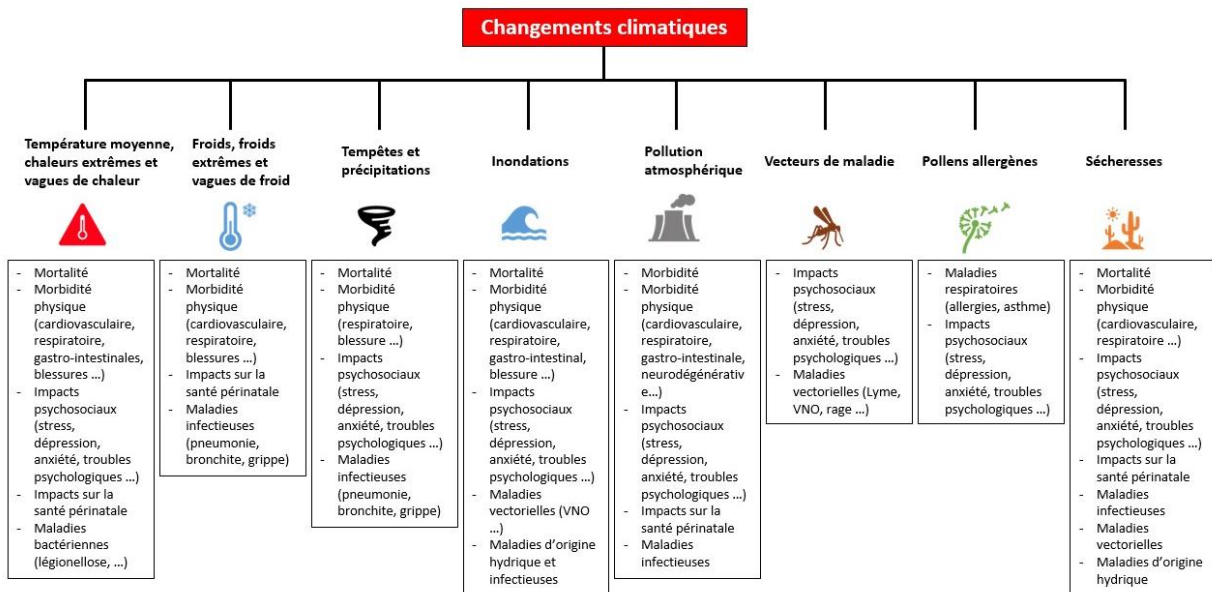 Changements climatiques
Température moyenne,
chaleurs extrêmes et
vagues de chaleur
Froids, froids
extrêmes et
vagues de froid
Tempêtes et
précipitations
Inondations
Pollution
atmosphérique
Vecteurs de maladie
Pollens allergènes
Sécheresses
- Mortalité
- Morbidité
physique
(cardiovasculaire,
respiratoire,
gastro-intestinales,
blessures ...)
- Impacts
psychosociaux
(stress,
dépression,
anxiété, troubles
psychologiques ...)
- Impacts sur la
santé périnatale
- Maladies
bactériennes
(légionellose, ...)
- Mortalité
- Morbidité
physique
(cardiovasculaire,
respiratoire,
blessures ...)
- Impacts sur la
santé périnatale
- Maladies
infectieuses
(pneumonie,
bronchite, grippe)
- Mortalité
- Morbidité
physique
(respiratoire,
blessure ...)
- Impacts
psychosociaux
(stress,
dépression,
anxiété, troubles
psychologiques ...)
- Maladies
infectieuses
(pneumonie,
bronchite, grippe)
- Mortalité
- Morbidité
physique
(cardiovasculaire,
respiratoire,
gastro-intestinal,
blessure ...)
- Impacts
psychosociaux
(stress,
dépression,
anxiété, troubles
psychologiques ...)
- Maladies
vectorielles (VNO
...)
- Maladies d'origine
hydrique et
infectieuses
- Morbidité
- Morbidité
physique
(cardiovasculaire,
respiratoire,
gastro-intestinale,
neurodégénérativ
e...)
- Impacts
psychosociaux
(stress,
dépression,
anxiété, troubles
psychologiques ...)
- Impacts sur la
santé périnatale
- Maladies
infectieuses
- Impacts
psychosociaux
(stress,
dépression,
anxiété, troubles
psychologiques ...)
- Maladies
vectorielles (Lyme,
VNO, rage ...)
- Maladies
respiratoires
(allergies, asthme)
- Impacts
psychosociaux
(stress,
dépression,
anxiété, troubles
psychologiques ...)
- Mortalité
- Morbidité
physique
(cardiovasculaire,
respiratoire ...)
- Impacts
psychosociaux
(stress,
dépression,
anxiété, troubles
psychologiques ...)
- Impacts sur la
santé périnatale
- Maladies
infectieuses
- Maladies
vectorielles
- Maladies d'origine
hydrique